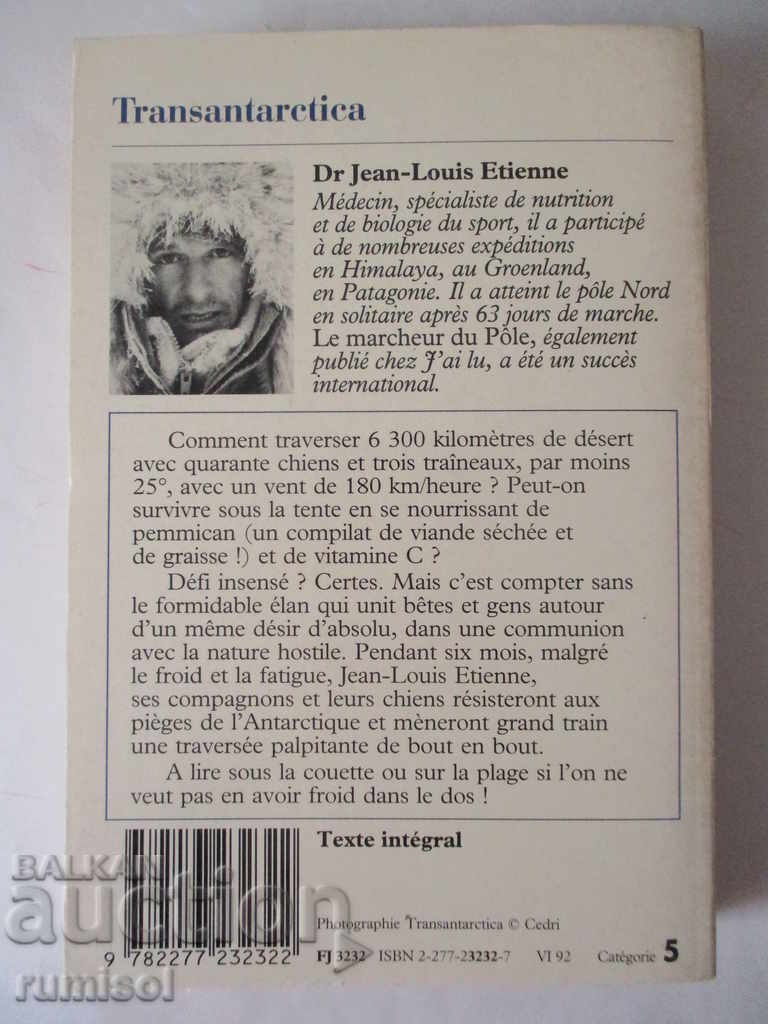 Transantarctica
Dr Jean-Louis Etienne
Médecin, spécialiste de nutrition
et de biologie du sport, il a participé
à de nombreuses expéditions
en Himalaya, au Groenland,
en Patagonie. Il a atteint le pôle Nord
en solitaire après 63 jours de marche.
Le marcheur du Pôle, également
publié chez J'ai lu, a été un succès
international.
Comment traverser 6 300 kilomètres de désert
avec quarante chiens et trois traîneaux, par moins
25°, avec un vent de 180 km/heure ? Peut-on
survivre sous la tente en se nourrissant de
pemmican (un compilat de viande séchée et
de graisse !) et de vitamine C ?
Défi insensé ? Certes. Mais c'est compter sans
le formidable élan qui unit bêtes et gens autour
d'un même désir d'absolu, dans une communion
avec la nature hostile. Pendant six mois, malgré
le froid et la fatigue, Jean-Louis Etienne,
ses compagnons et leurs chiens résisteront aux
pièges de l'Antarctique et mèneront grand train
une traversée palpitante de bout en bout.
A lire sous la couette ou sur la plage si l'on ne
veut pas en avoir froid dans le dos !
Texte intégral
Photographie Transantarctica © Cedri
9 782277 232322
FJ 3232 ISBN 2-277-23232-7 VI 92 Catégorie 5
BALKAN
auction
rumisol